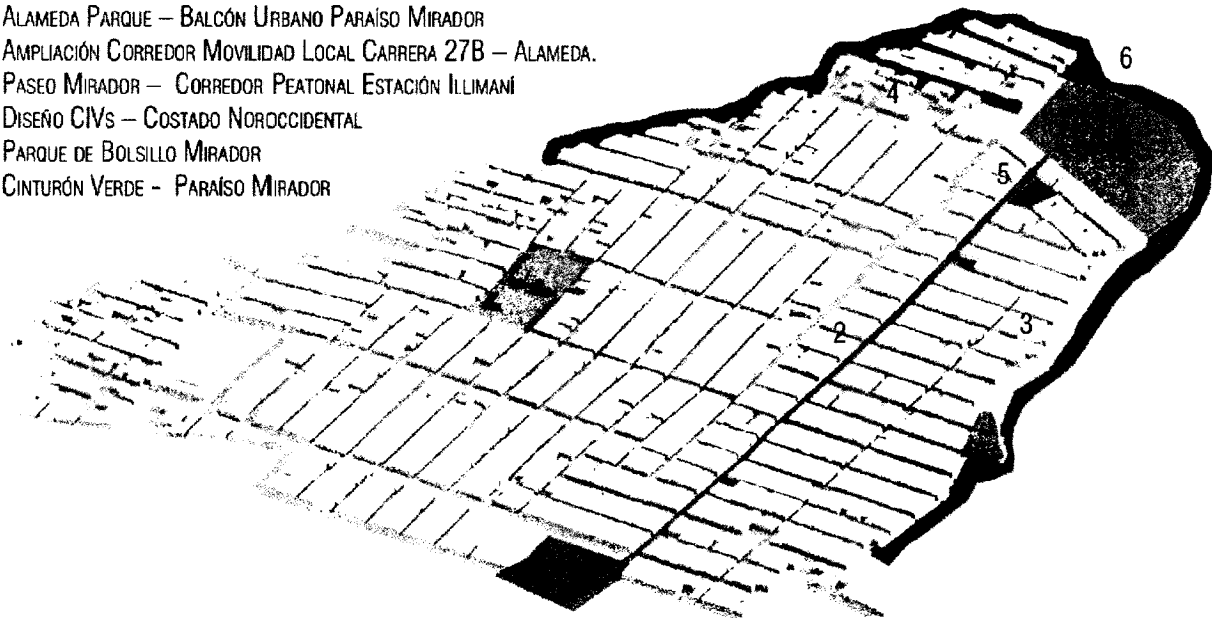 ALAMEDA PARQUE – BALCÓN URBANO PARAÍSO MIRADOR
AMPLIACIÓN CORREDOR MOVILIDAD LOCAL CARRERA 27B – ALAMEDA.
PASEO MIRADOR – CORREDOR PEATONAL ESTACIÓN ILLIMANÍ
DISEÑO CIVS – COSTADO NOROCCIDENTAL
PARQUE DE BOLSILLO MIRADOR
CINTURÓN VERDE - PARAÍSO MIRADOR
6
4
5
3
2